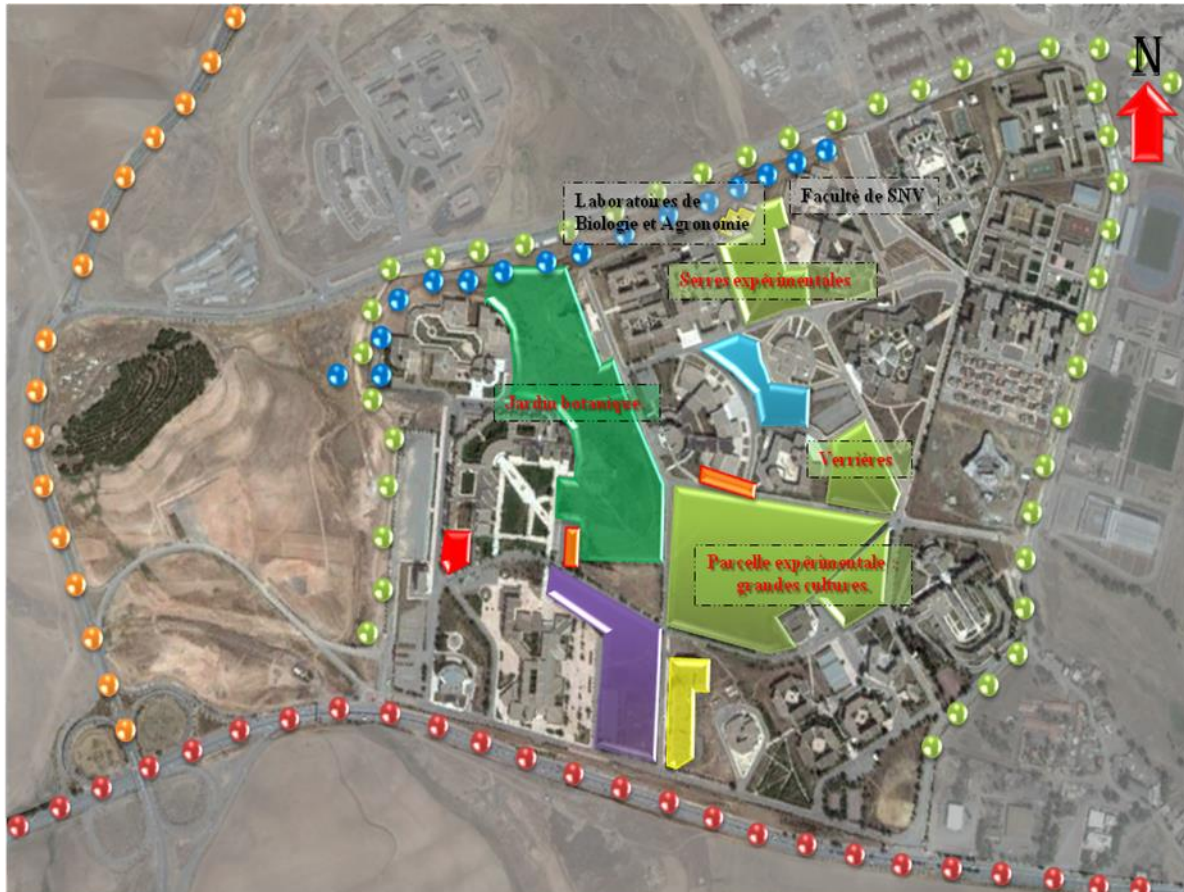 N
Laboratoires de
Biologie et Agronomie
Faculté de SNV
Serres expérimentales
Jardin botanique
Verrières
Parcelle expérimentale
grandes cultures